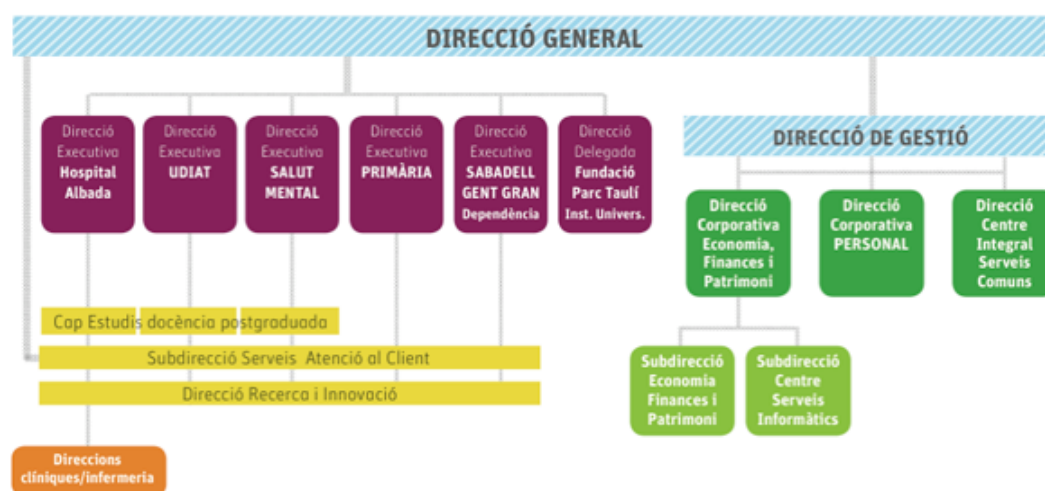 DIRECCIÓ GENERAL
Direcció
Executiva
Hospital
Albada
Direcció
Executiva
UDIAT
Direcció
Executiva
SALUT
MENTAL
Direcció
Executiva
PRIMÀRIA
Direcció
Executiva
SABADELL
GENT GRAN
Dependència
Direcció
Delegada
Fundació
Parc Taulí
Inst. Univers.
DIRECCIÓ DE GESTIÓ
Direcció
Corporativa
Economia,
Finances i
Patrimoni
Direcció
Corporativa
PERSONAL
Direcció
Centre
Integral
Serveis
Comuns
Cap Estudis docència postgraduada
Subdirecció Serveis Atenció al Client
Direcció Recerca i Innovació
Subdirecció
Economia
Finances i
Patrimoni
Subdirecció
Centre
Serveis
Informàtics
Direccions
clíniques/infermeria